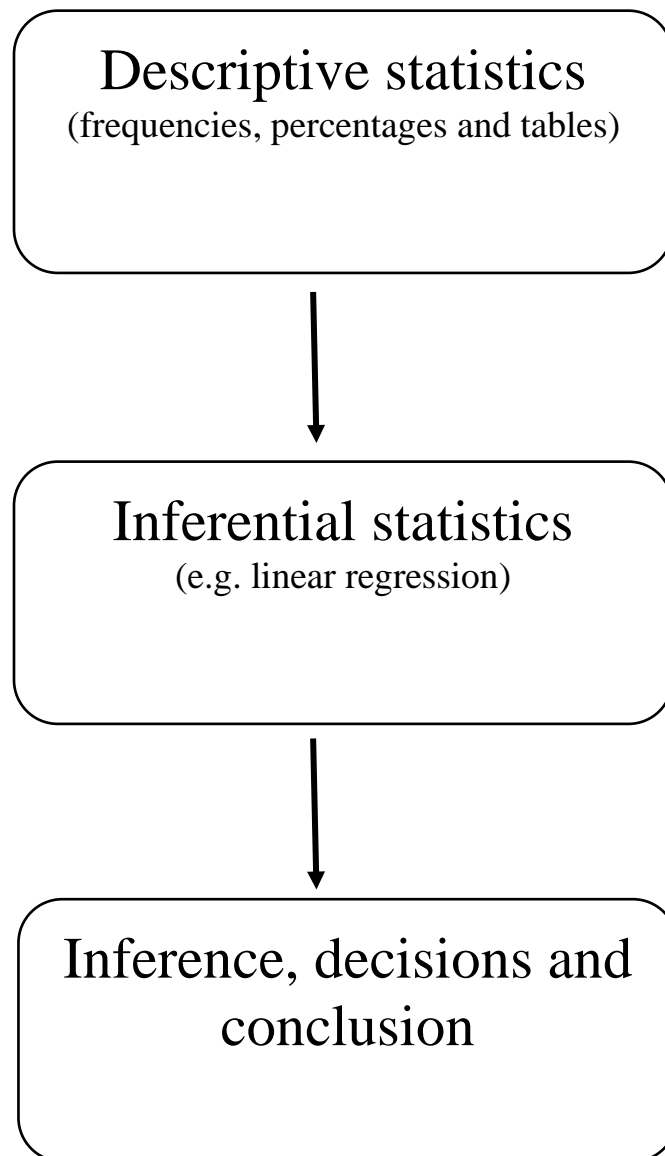 Descriptive statistics
(frequencies, percentages and tables)
Inferential statistics
(e.g. linear regression)
Inference, decisions and
conclusion